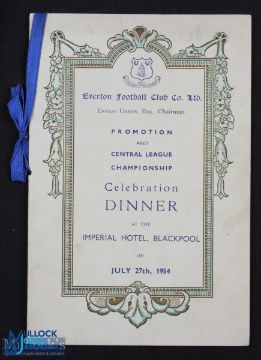 Everton Football Club Co. Ltd.
Ernest Green, Esq., Chairman.
PROMOTION
AND
CENTRAL LEAGUE
CHAMPIONSHIP
Celebration
DINNER
AT THE
IMPERIAL HOTEL, BLACKPOOL
ON
JULY 27th, 1954
MULLOCK